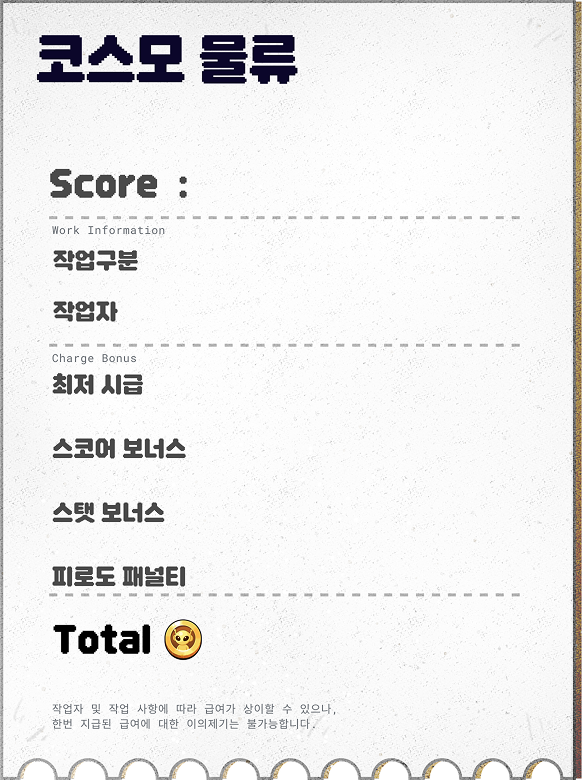 코스모 물류
Score :
Work Information
작업구분
작업자
Charge Bonus
최저 시급
스코어 보너스
스탯 보너스
피로도 패널티
Total
작업자 및 작업 사항에 따라 급여가 상이할 수 있으나,
한번 지급된 급여에 대한 이의제기는 불가능합니다.